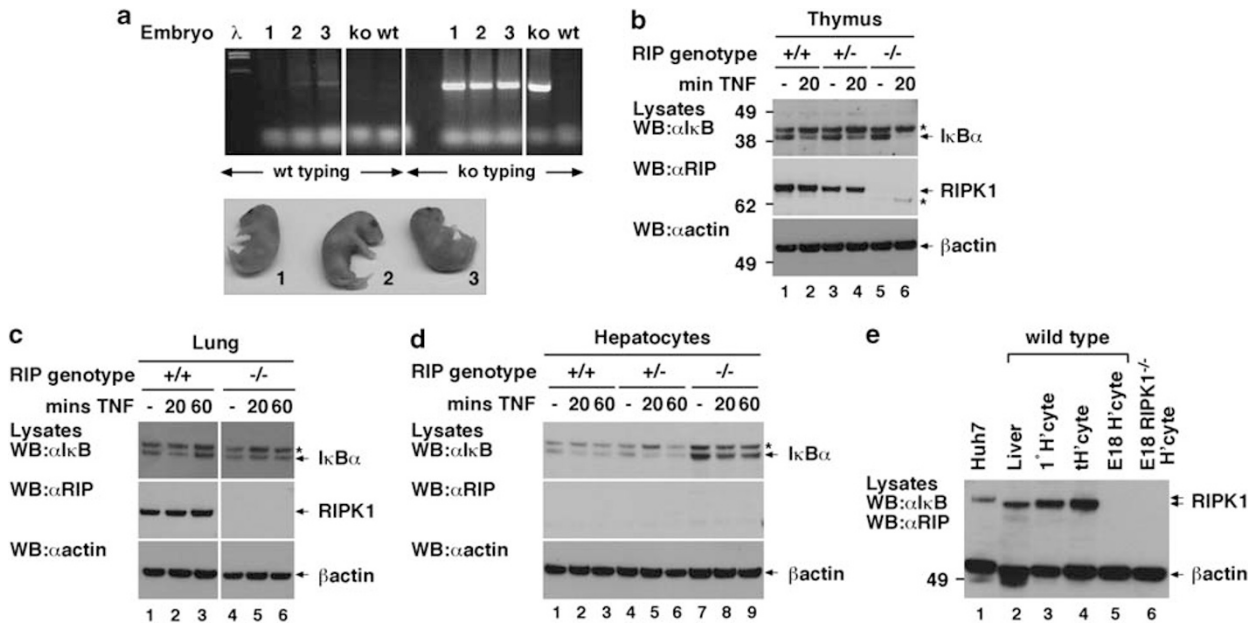 a
Embryo λ 1 2 3 ko wt 1 2 3 ko wt
wt typing ko typing
1 2 3
b
Thymus
RIP genotype +/+ +/- -/-
min TNF - 20 - 20 - 20
Lysates
WB:αIκB
49
38
*
IκBα
WB:αRIP
62
RIPK1
*
WB:αactin
49
βactin
1 2 3 4 5 6
c
Lung
RIP genotype +/+ -/-
mins TNF - 20 60 - 20 60
Lysates
WB:αIκB
*
IκBα
WB:αRIP
RIPK1
WB:αactin
βactin
1 2 3 4 5 6
d
Hepatocytes
RIP genotype +/+ +/- -/-
mins TNF - 20 60 - 20 60 - 20 60
Lysates
WB:αIκB
*
IκBα
WB:αRIP
WB:αactin
βactin
1 2 3 4 5 6 7 8 9
e
wild type
Huh7
Liver
1°H'cyte
tH'cyte
E18 H'cyte
E18 RIPK1-/-
H'cyte
Lysates
WB:αIκB
WB:αRIP
RIPK1
49
βactin
1 2 3 4 5 6